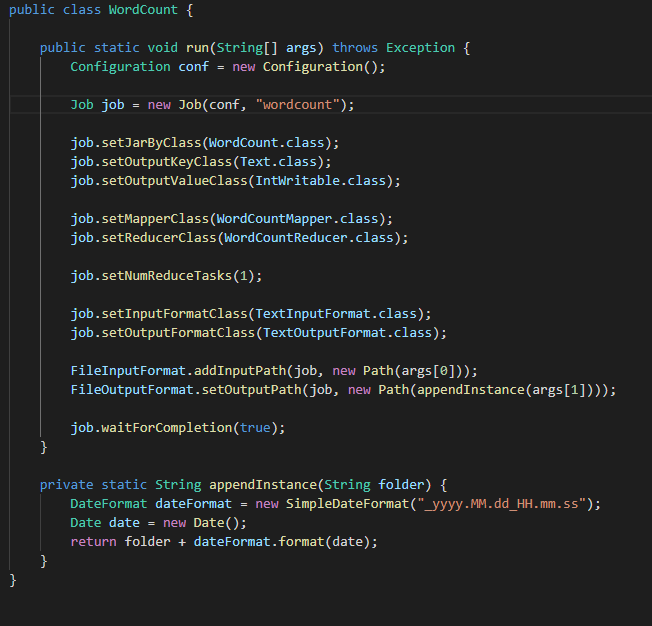 public class WordCount {
public static void run(String[] args) throws Exception {
Configuration conf = new Configuration();
Job job = new Job(conf, "wordcount");
job.setJarByClass(WordCount.class);
job.setOutputKeyClass(Text.class);
job.setOutputValueClass(IntWritable.class);
job.setMapperClass(WordCountMapper.class);
job.setReducerClass(WordCountReducer.class);
job.setNumReduceTasks(1);
job.setInputFormatClass(TextInputFormat.class);
job.setOutputFormatClass(TextOutputFormat.class);
FileInputFormat.addInputPath(job, new Path(args[0]));
FileOutputFormat.setOutputPath(job, new Path(appendInstance(args[1])));
job.waitForCompletion(true);
}
private static String appendInstance(String folder) {
DateFormat dateFormat = new SimpleDateFormat("_yyyy.MM.dd_HH.mm.ss");
Date date = new Date();
return folder + dateFormat.format(date);
}
}